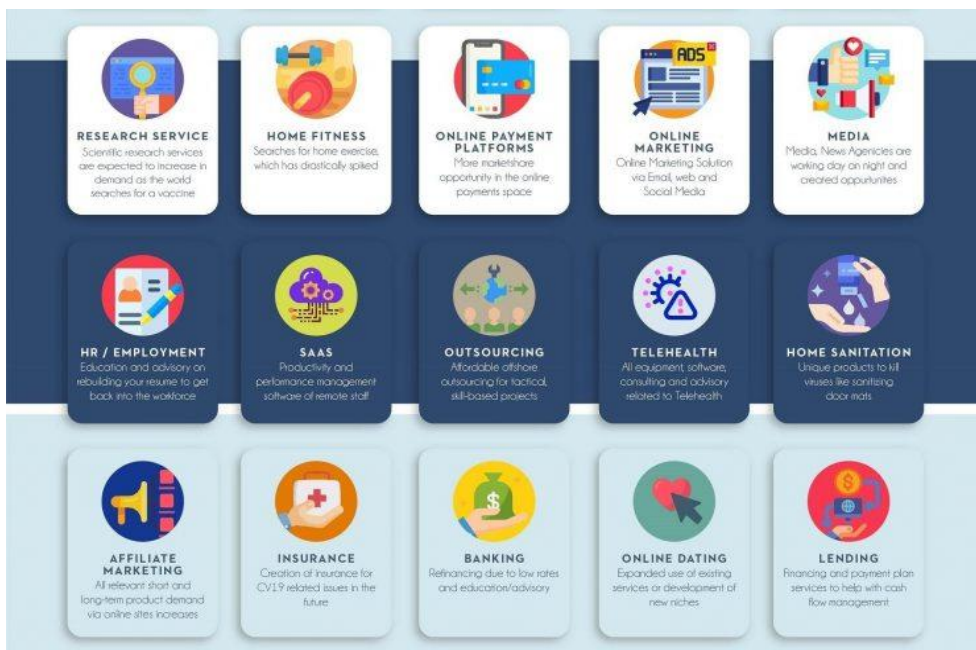 ADS
RESEARCH SERVICE
Scientific research services
are expected to increase in
demand as the world
searches for a vaccine
HOME FITNESS
Searches for home exercise,
which has drastically spiked
ONLINE PAYMENT
PLATFORMS
More marketshare
opportunity in the online
payments space
ONLINE
MARKETING
Online Marketing Solution
via Email, web and
Social Media
MEDIA
Media, News Agenicies are
working day on night and
created oppurtunites
HR / EMPLOYMENT
Education and advisory on
rebuilding your resume to get
back into the workforce
SAAS
Productivity and
performance management
software of remote staff
OUTSOURCING
Affordable offshore
outsourcing for tactical,
skill-based projects
TELEHEALTH
All equipment, software,
consulting and advisory
related to Telehealth
HOME SANITATION
Unique products to kill
viruses like sanitizing
door mats
AFFILIATE
MARKETING
All relevant short and
long-term product demand
via online sites increases
INSURANCE
Creation of insurance for
CV19 related issues in the
future
BANKING
Refinancing due to low rates
and education/advisory
ONLINE DATING
Expanded use of existing
services or development of
new niches
LENDING
Financing and payment plan
services to help with cash
flow management